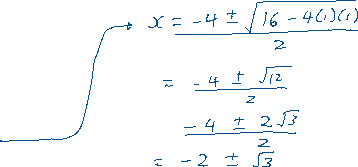 x = -4 ± √(16 - 4(1)(1)) / 2
= -4 ± √12 / 2
-4 ± 2√3 / 2
= -2 ± √3